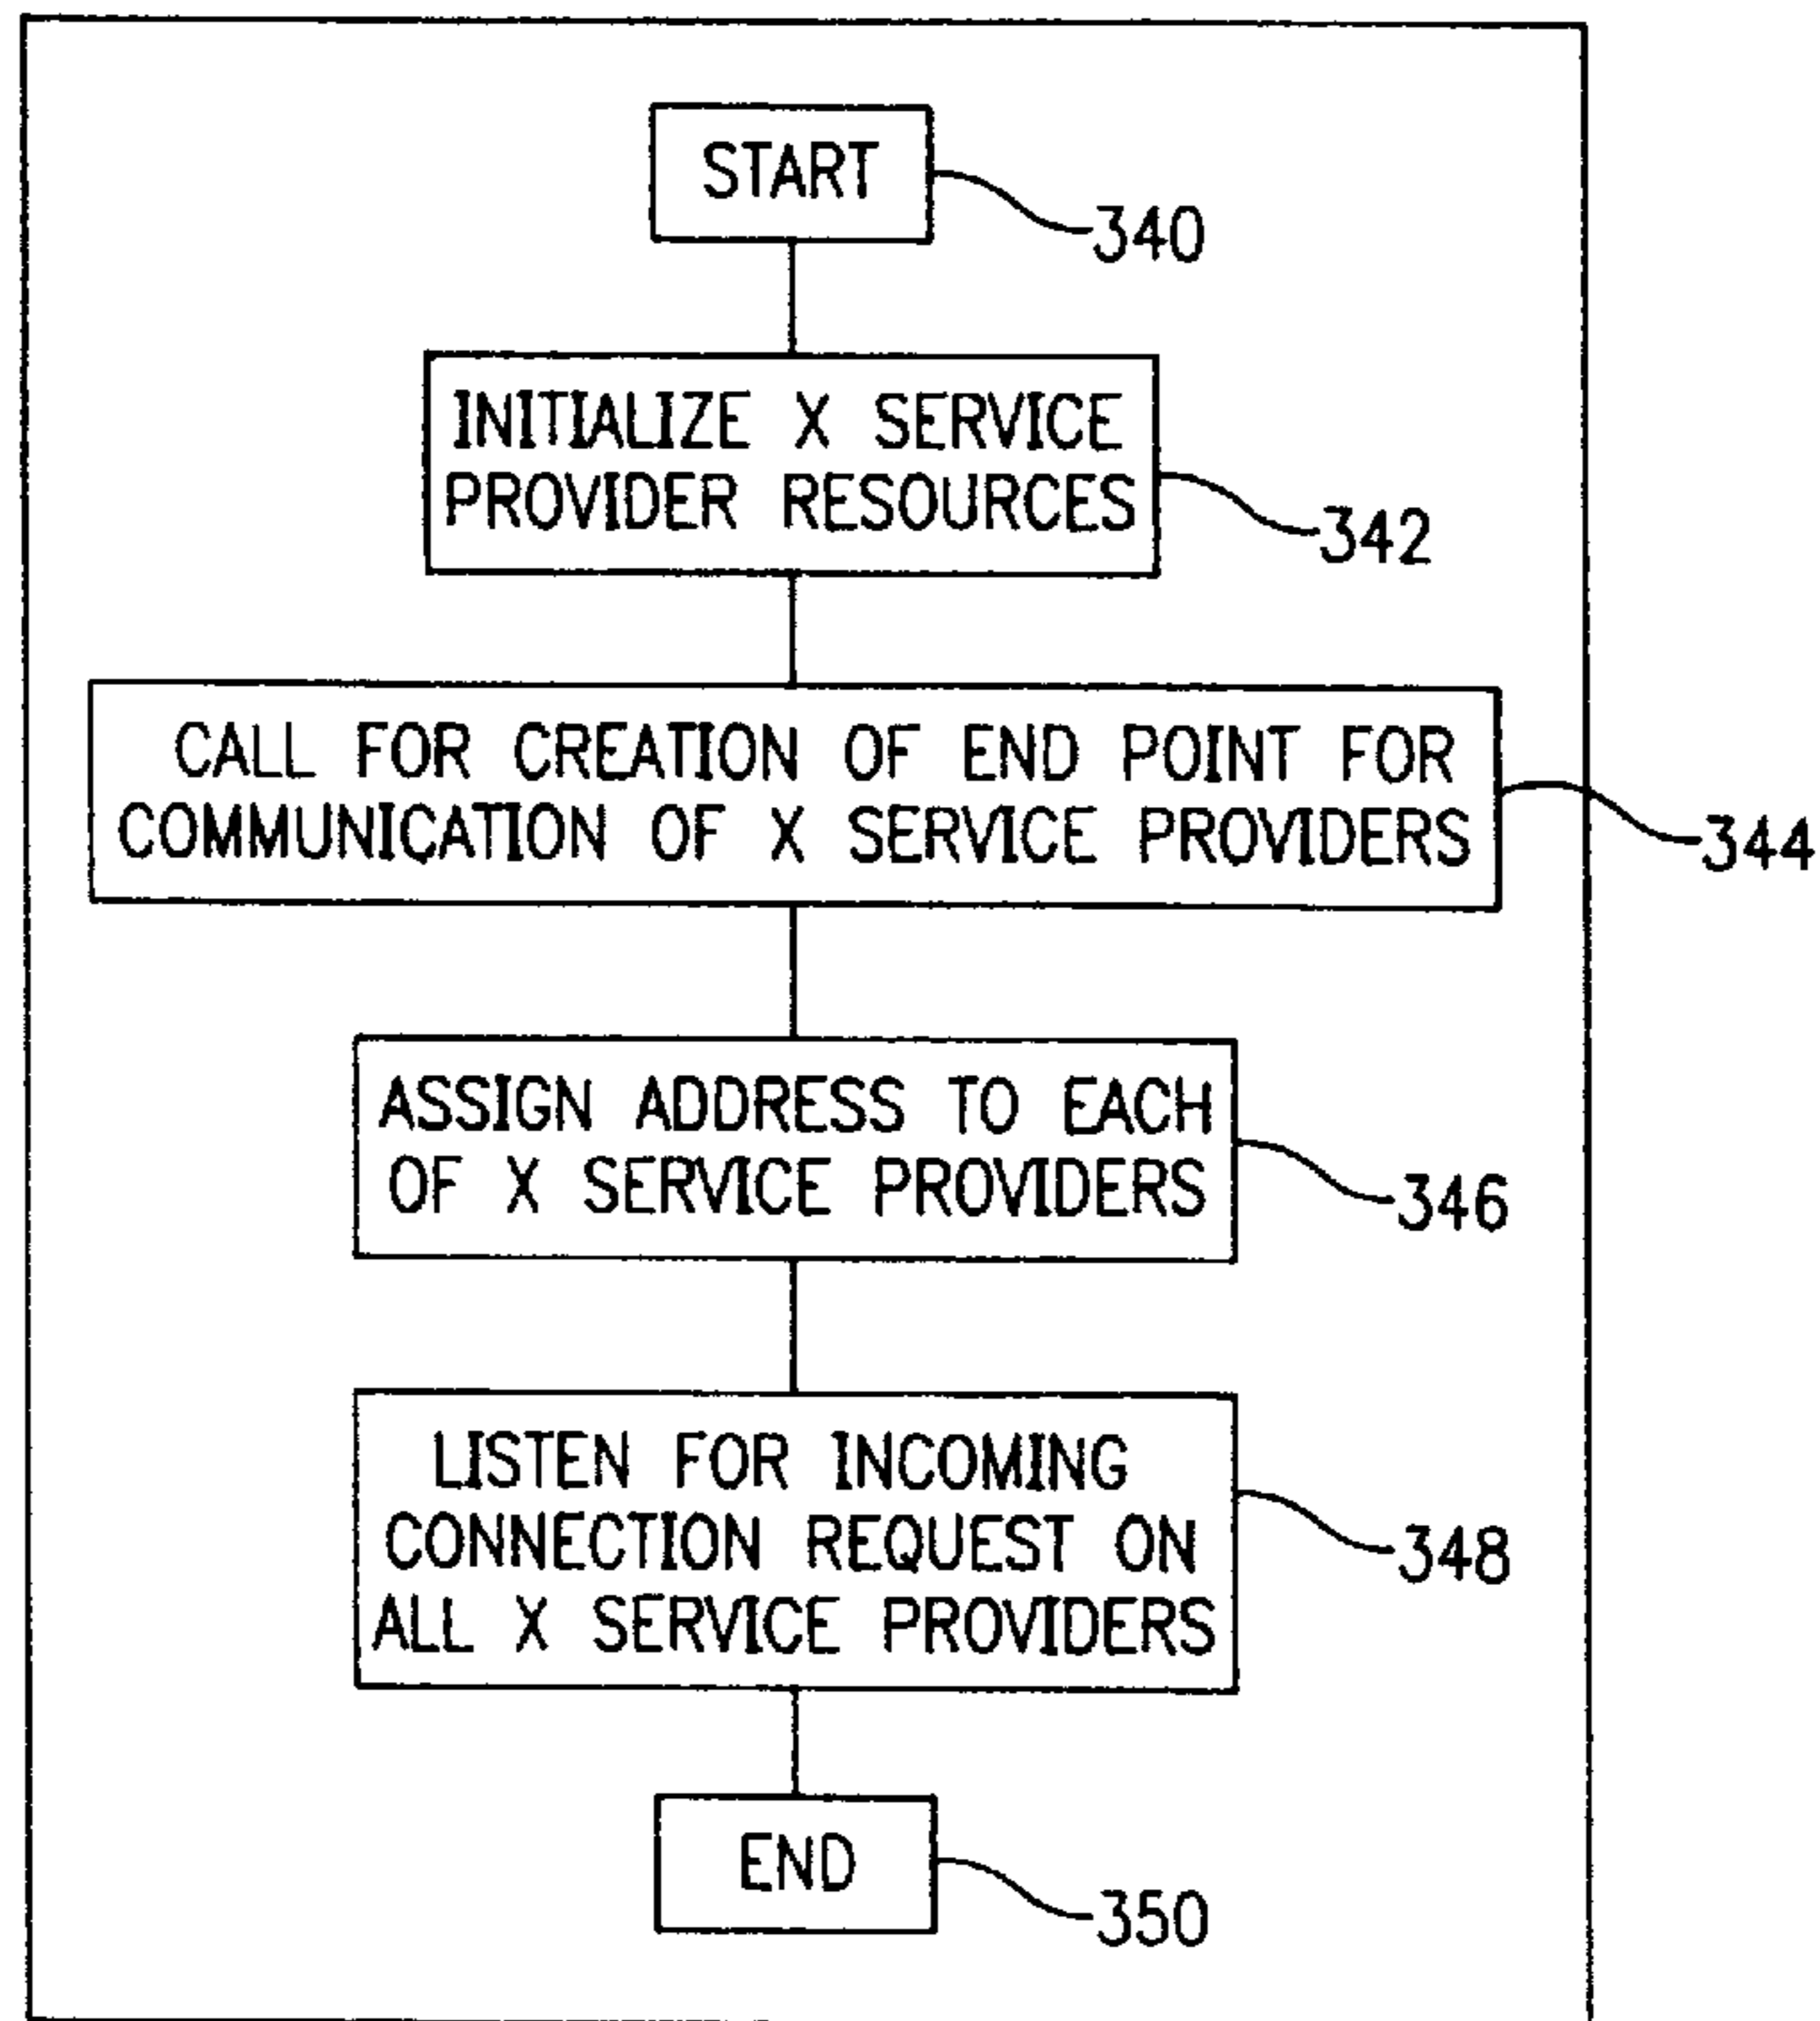 START
340
INITIALIZE X SERVICE
PROVIDER RESOURCES
342
CALL FOR CREATION OF END POINT FOR
COMMUNICATION OF X SERVICE PROVIDERS
344
ASSIGN ADDRESS TO EACH
OF X SERVICE PROVIDERS
346
LISTEN FOR INCOMING
CONNECTION REQUEST ON
ALL X SERVICE PROVIDERS
348
END
350